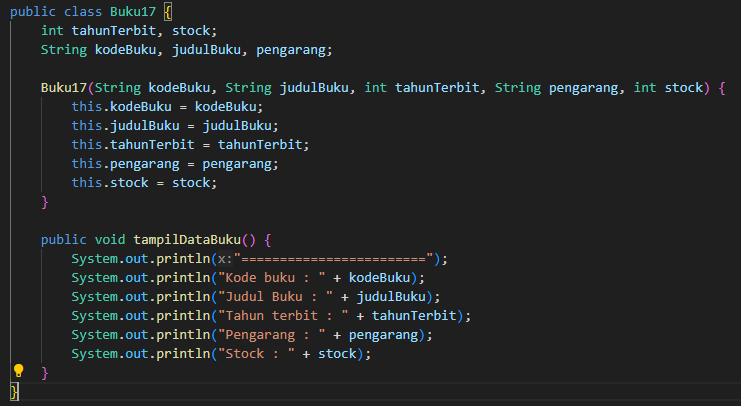 public class Buku17 {
    int tahunTerbit, stock;
    String kodeBuku, judulBuku, pengarang;
    Buku17(String kodeBuku, String judulBuku, int tahunTerbit, String pengarang, int stock) {
        this.kodeBuku = kodeBuku;
        this.judulBuku = judulBuku;
        this.tahunTerbit = tahunTerbit;
        this.pengarang = pengarang;
        this.stock = stock;
    }
    public void tampilDataBuku() {
        System.out.println(x:"========================");
        System.out.println("Kode buku : " + kodeBuku);
        System.out.println("Judul Buku : " + judulBuku);
        System.out.println("Tahun terbit : " + tahunTerbit);
        System.out.println("Pengarang : " + pengarang);
        System.out.println("Stock : " + stock);
    }
}